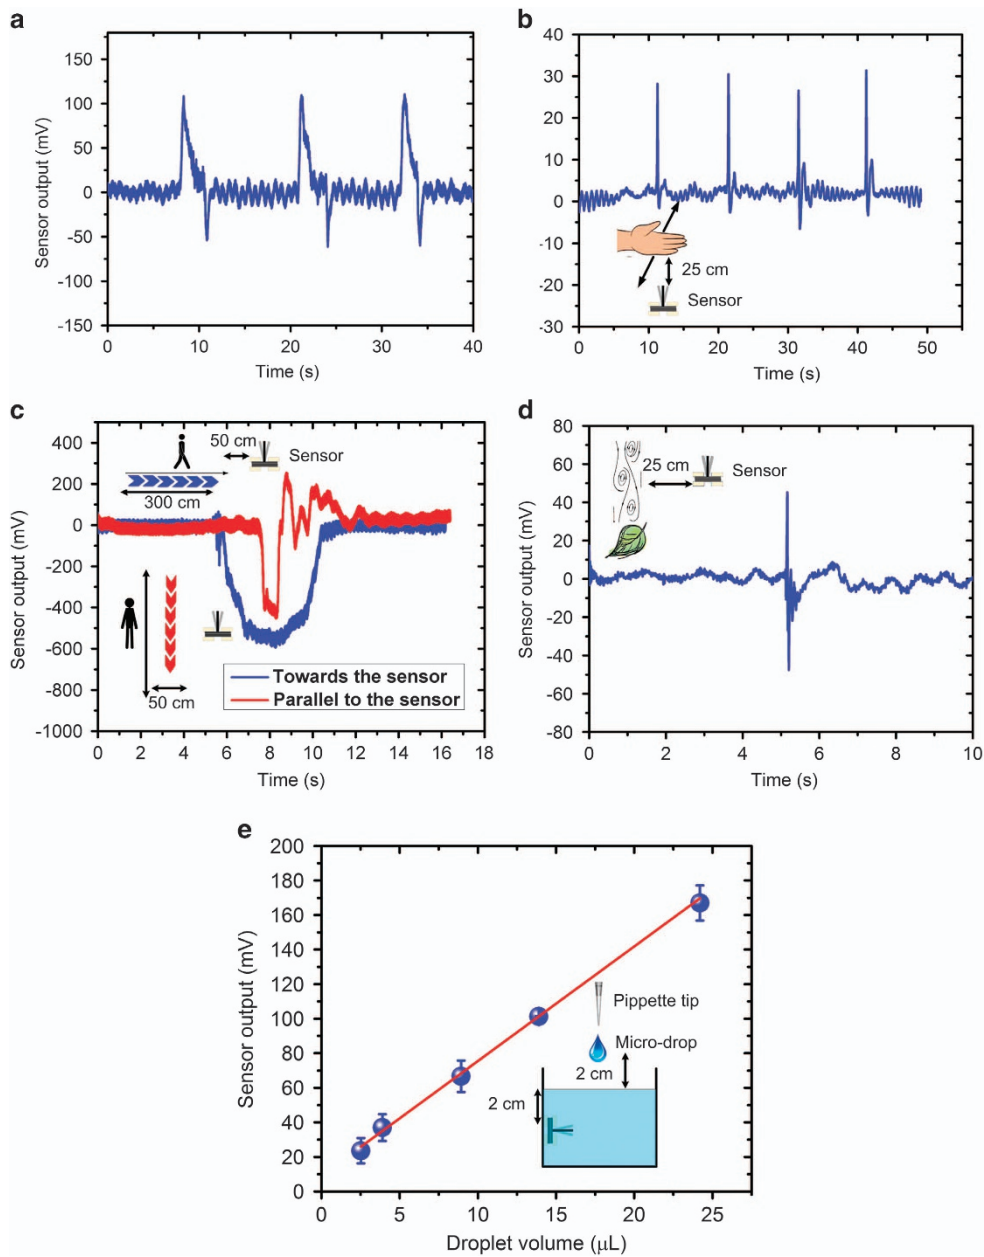 a
150
100
50
0
-50
-100
-150
Sensor output (mV)
0
10
20
30
40
Time (s)
b
40
30
20
10
0
-10
-20
-30
Sensor output (mV)
25 cm
Sensor
0
10
20
30
40
50
Time (s)
c
400
200
0
-200
-400
-600
-800
-1000
Sensor output (mV)
50 cm
Sensor
300 cm
50 cm
Towards the sensor
Parallel to the sensor
0
2
4
6
8
10
12
14
16
18
Time (s)
d
80
60
40
20
0
-20
-40
-60
-80
Sensor output (mV)
25 cm
Sensor
0
2
4
6
8
10
Time (s)
e
200
180
160
140
120
100
80
60
40
20
0
Sensor output (mV)
Pippette tip
Micro-drop
2 cm
2 cm
0
5
10
15
20
25
Droplet volume (μL)